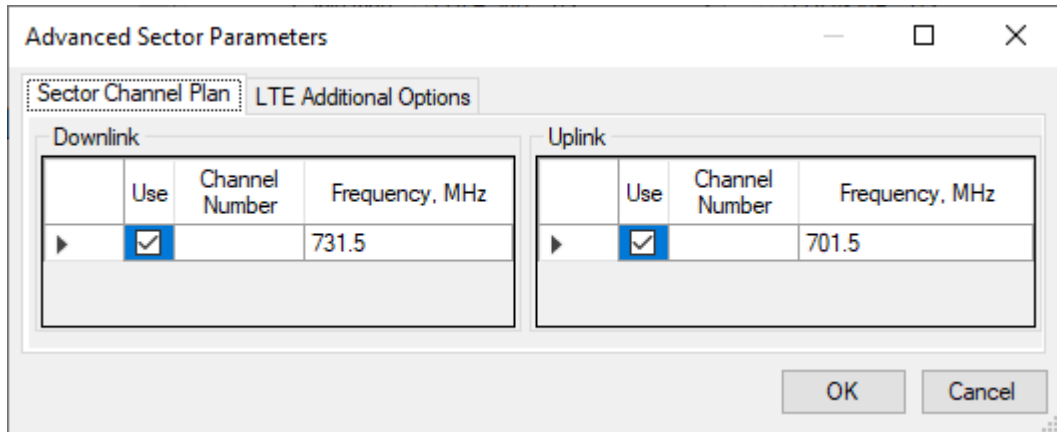 Advanced Sector Parameters
Sector Channel Plan LTE Additional Options
Downlink
Use Channel Number Frequency, MHz
731.5
Uplink
Use Channel Number Frequency, MHz
701.5
OK Cancel